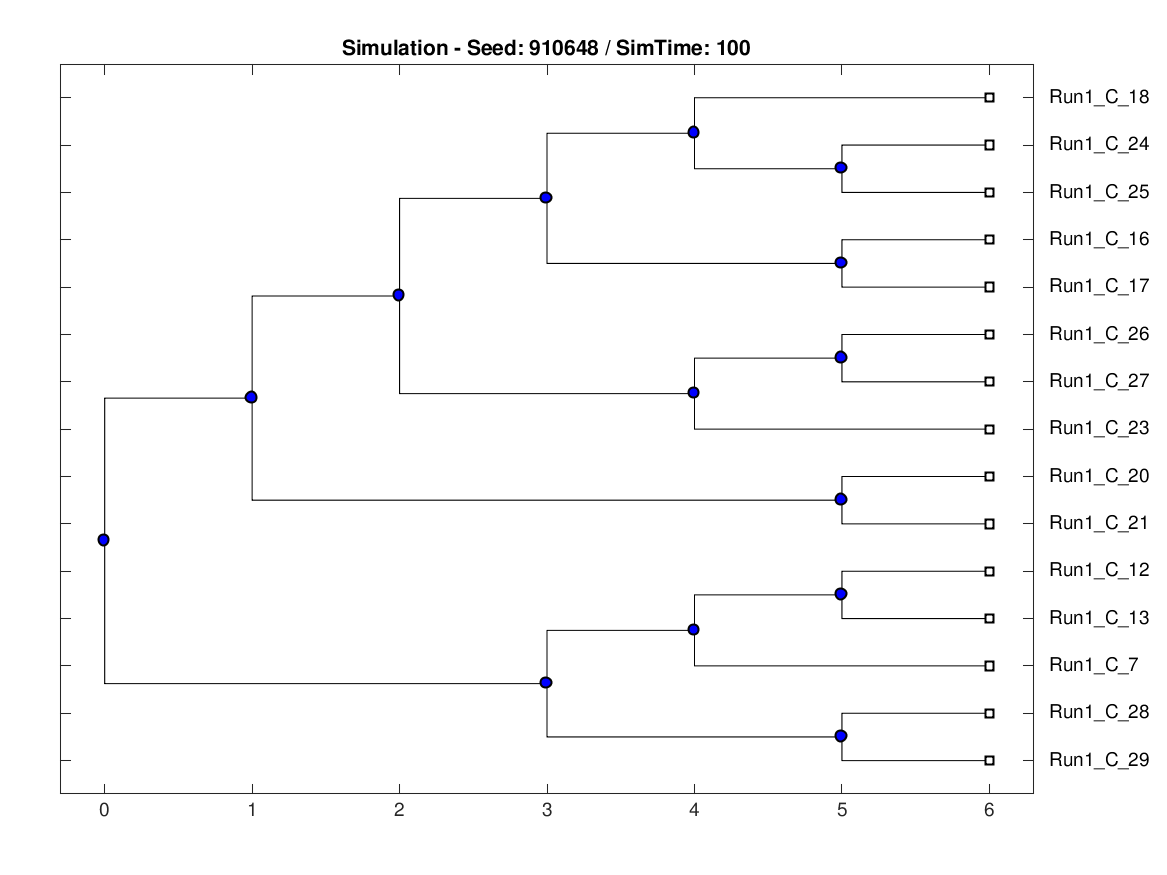 Simulation - Seed: 910648 / SimTime: 100
Run1_C_18
Run1_C_24
Run1_C_25
Run1_C_16
Run1_C_17
Run1_C_26
Run1_C_27
Run1_C_23
Run1_C_20
Run1_C_21
Run1_C_12
Run1_C_13
Run1_C_7
Run1_C_28
Run1_C_29
0 1 2 3 4 5 6